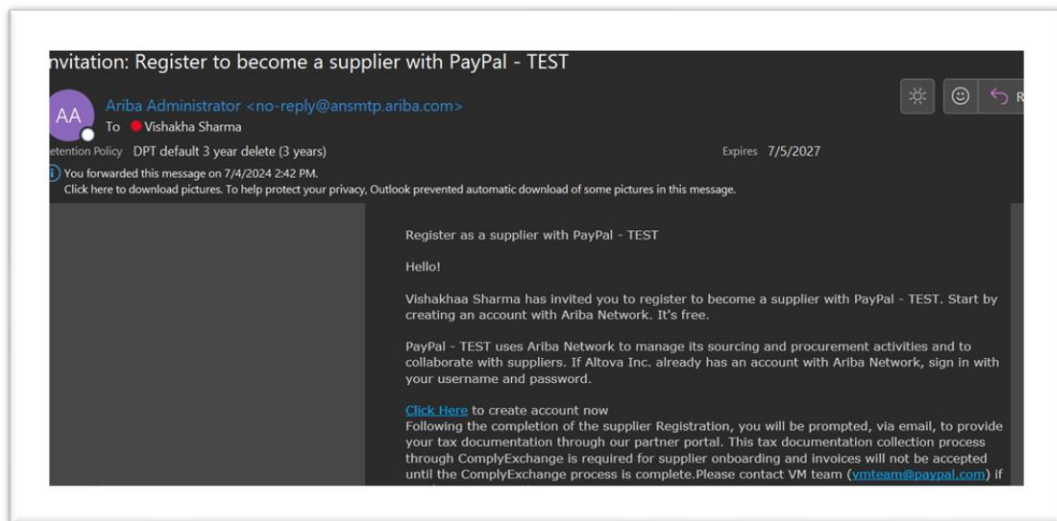 nvitation: Register to become a supplier with PayPal - TEST
AA
Ariba Administrator <no-reply@ansmtp.ariba.com>
To Vishakha Sharma
etention Policy DPT default 3 year delete (3 years)
Expires 7/5/2027
You forwarded this message on 7/4/2024 2:42 PM.
Click here to download pictures. To help protect your privacy, Outlook prevented automatic download of some pictures in this message.
R
Register as a supplier with PayPal - TEST
Hello!
Vishakhaa Sharma has invited you to register to become a supplier with PayPal - TEST. Start by
creating an account with Ariba Network. It's free.
PayPal - TEST uses Ariba Network to manage its sourcing and procurement activities and to
collaborate with suppliers. If Altova Inc. already has an account with Ariba Network, sign in with
your username and password.
Click Here to create account now
Following the completion of the supplier Registration, you will be prompted, via email, to provide
your tax documentation through our partner portal. This tax documentation collection process
through ComplyExchange is required for supplier onboarding and invoices will not be accepted
until the ComplyExchange process is complete.Please contact VM team (vmteam@paypal.com) if